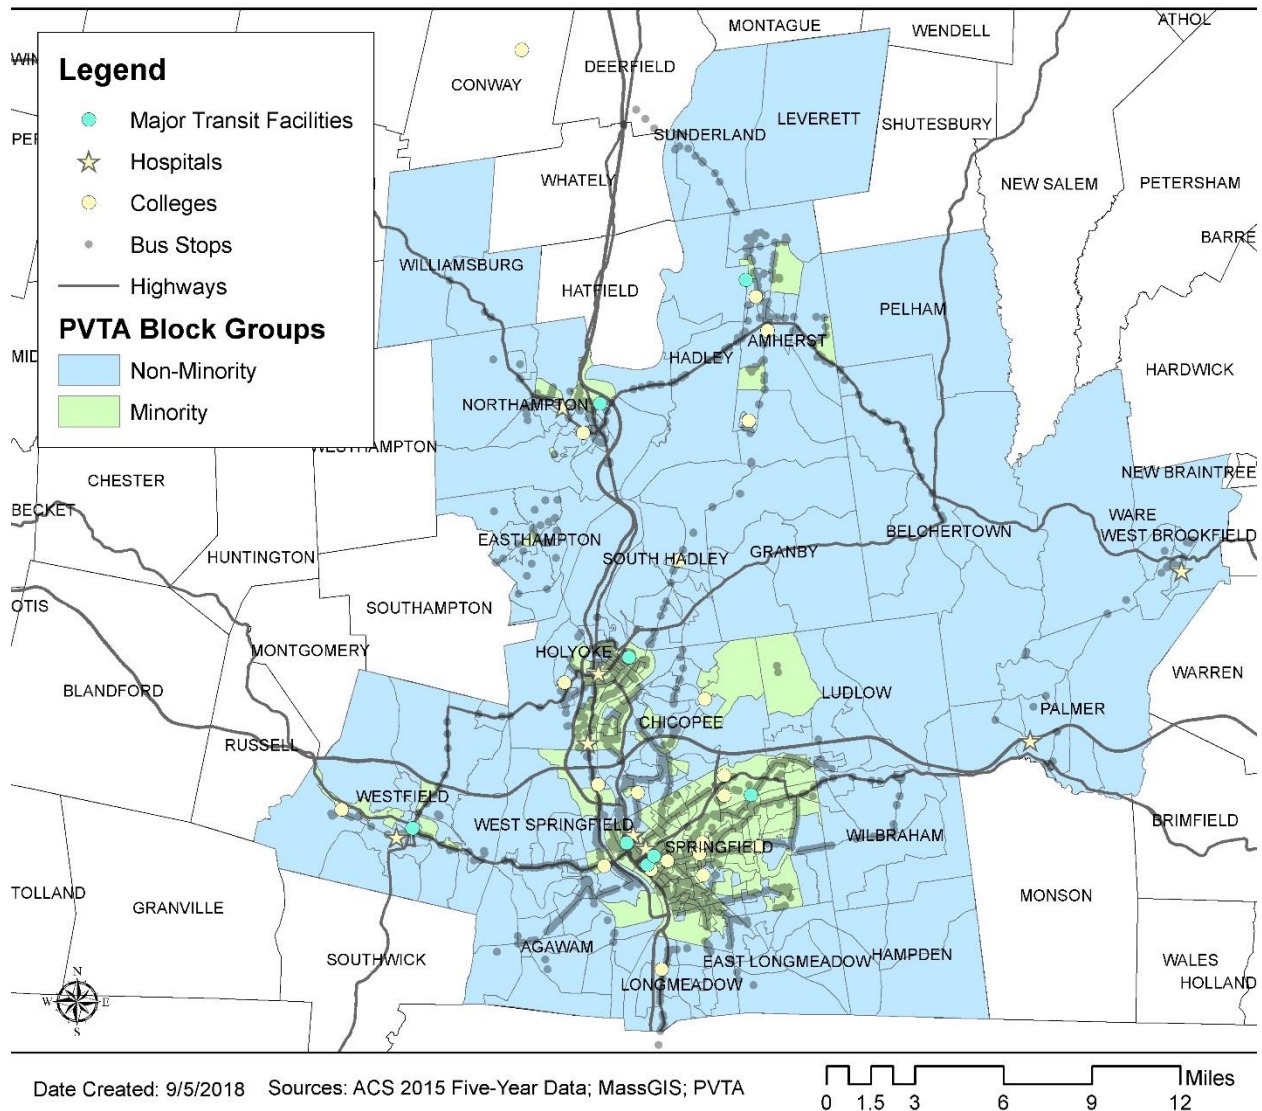 ATHOL
MONTAGUE
WENDELL
Legend
DEERFIELD
CONWAY
Major Transit Facilities
LEVERETT
SHUTESBURY
SUNDERLAND
Hospitals
WHATELY
NEW SALEM
PETERSHAM
Colleges
Bus Stops
BARRE
WILLIAMSBURG
Highways
HATFIELD
PELHAM
PVTA Block Groups
AMHERST
HADLEY
MID
Non-Minority
HARDWICK
Minority
NORTHAMPTON
WESTHAMPTON
CHESTER
NEW BRAINTREE
BECKET
WARE
BELCHERTOWN
WEST BROOKFIELD
EASTHAMPTON
HUNTINGTON
SOUTH HADLEY
GRANBY
OTIS
SOUTHAMPTON
MONTGOMERY
HOLYOKE
WARREN
BLANDFORD
LUDLOW
PALMER
CHICOPEE
RUSSELL
WESTFIELD
WEST SPRINGFIELD
BRIMFIELD
WILBRAHAM
SPRINGFIELD
TOLLAND
MONSON
GRANVILLE
AGAWAM
HAMPDEN
SOUTHWICK
EAST LONGMEADOW
WALES
LONGMEADOW
HOLLAND
N
W E
S
Date Created: 9/5/2018 Sources: ACS 2015 Five-Year Data; MassGIS; PVTA
Miles
0 1.5 3 6 9 12